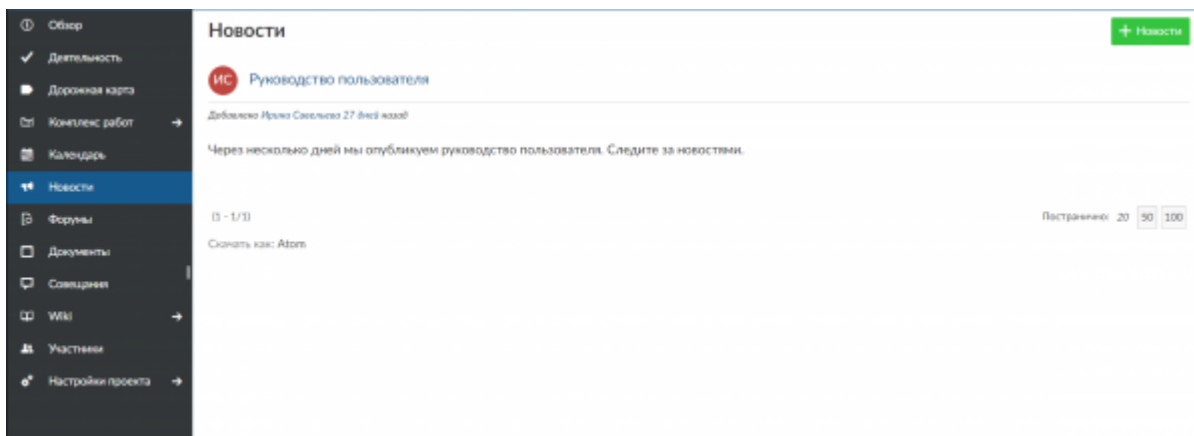 Обзор
Деятельность
Дорожная карта
Комплекс работ
Календарь
Новости
Форумы
Документы
Совещания
Wiki
Участники
Настройки проекта
Новости
+ Новости
ИС Руководство пользователя
Добавлено Ирина Савельева 27 дней назад
Через несколько дней мы опубликуем руководство пользователя. Следите за новостями.
(1 - 1/1)
Постранично: 20 50 100
Скачать как: Atom